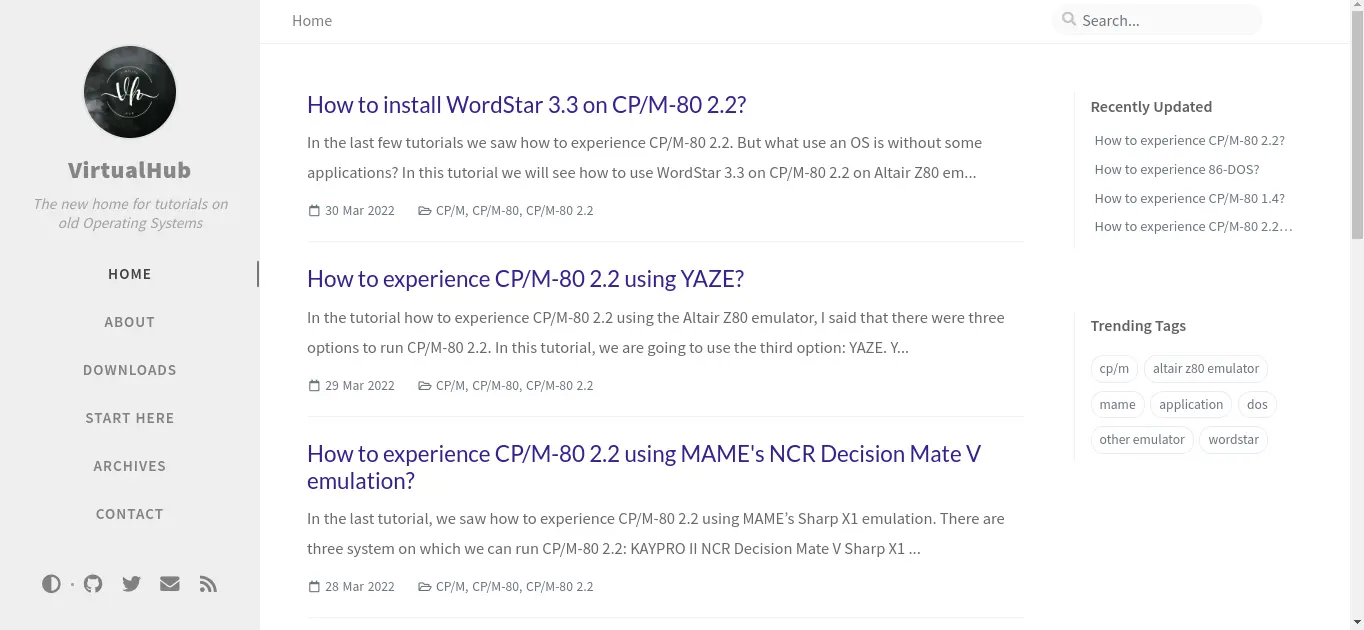 VirtualHub
The new home for tutorials on
old Operating Systems
HOME
ABOUT
DOWNLOADS
START HERE
ARCHIVES
CONTACT
Home
Search...
How to install WordStar 3.3 on CP/M-80 2.2?
In the last few tutorials we saw how to experience CP/M-80 2.2. But what use an OS is without some
applications? In this tutorial we will see how to use WordStar 3.3 on CP/M-80 2.2 on Altair Z80 em...
30 Mar 2022 CP/M, CP/M-80, CP/M-80 2.2
How to experience CP/M-80 2.2 using YAZE?
In the tutorial how to experience CP/M-80 2.2 using the Altair Z80 emulator, I said that there were three
options to run CP/M-80 2.2. In this tutorial, we are going to use the third option: YAZE. Y...
29 Mar 2022 CP/M, CP/M-80, CP/M-80 2.2
How to experience CP/M-80 2.2 using MAME's NCR Decision Mate V
emulation?
In the last tutorial, we saw how to experience CP/M-80 2.2 using MAME’s Sharp X1 emulation. There are
three system on which we can run CP/M-80 2.2: KAYPRO II NCR Decision Mate V Sharp X1 ...
28 Mar 2022 CP/M, CP/M-80, CP/M-80 2.2
Recently Updated
How to experience CP/M-80 2.2?
How to experience 86-DOS?
How to experience CP/M-80 1.4?
How to experience CP/M-80 2.2...
Trending Tags
cp/m altair z80 emulator
mame application dos
other emulator wordstar